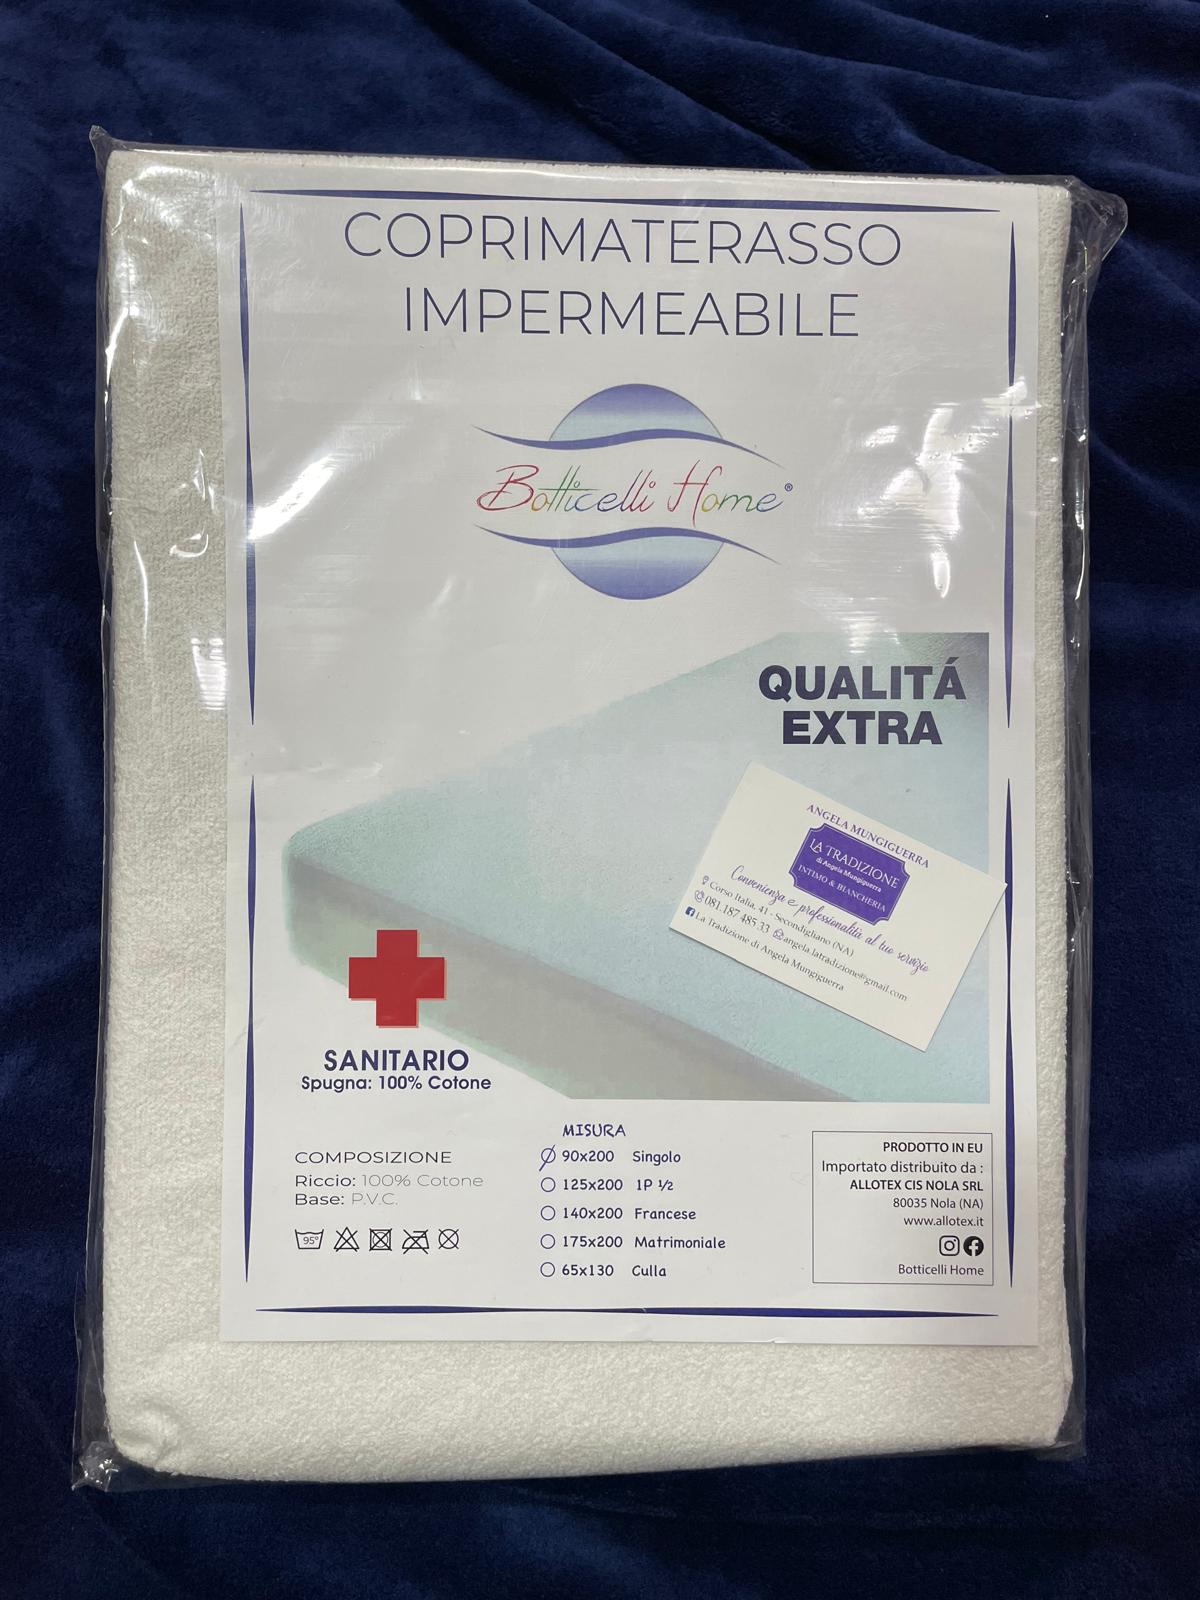 COPRIMATERASSO
IMPERMEABILE
Botticelli Home®
QUALITÁ
EXTRA
ANGELA MUNGIGUERRA
LA TRADIZIONE
di Angela Mungiguerra
INTIMO & BIANCHERIA
Convenienza e professionalità al tuo servizio
Corso Italia, 41 - Secondigliano (NA)
081.187 485 33 angela.latradizione@gmail.com
La Tradizione di Angela Mungiguerra
SANITARIO
Spugna: 100% Cotone
COMPOSIZIONE
Riccio: 100% Cotone
Base: P.V.C.
95°
MISURA
90x200 Singolo
125x200 1P ½
140x200 Francese
175x200 Matrimoniale
65x130 Culla
PRODOTTO IN EU
Importato distribuito da :
ALLOTEX CIS NOLA SRL
80035 Nola (NA)
www.allotex.it
Botticelli Home